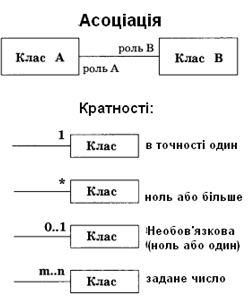 Асоціація
Клас А
роль В
роль А
Клас В
Кратності:
1
Клас
в точності один
*
Клас
ноль або більше
0..1
Клас
Необов'язкова
(ноль або один)
m..n
Клас
задане число